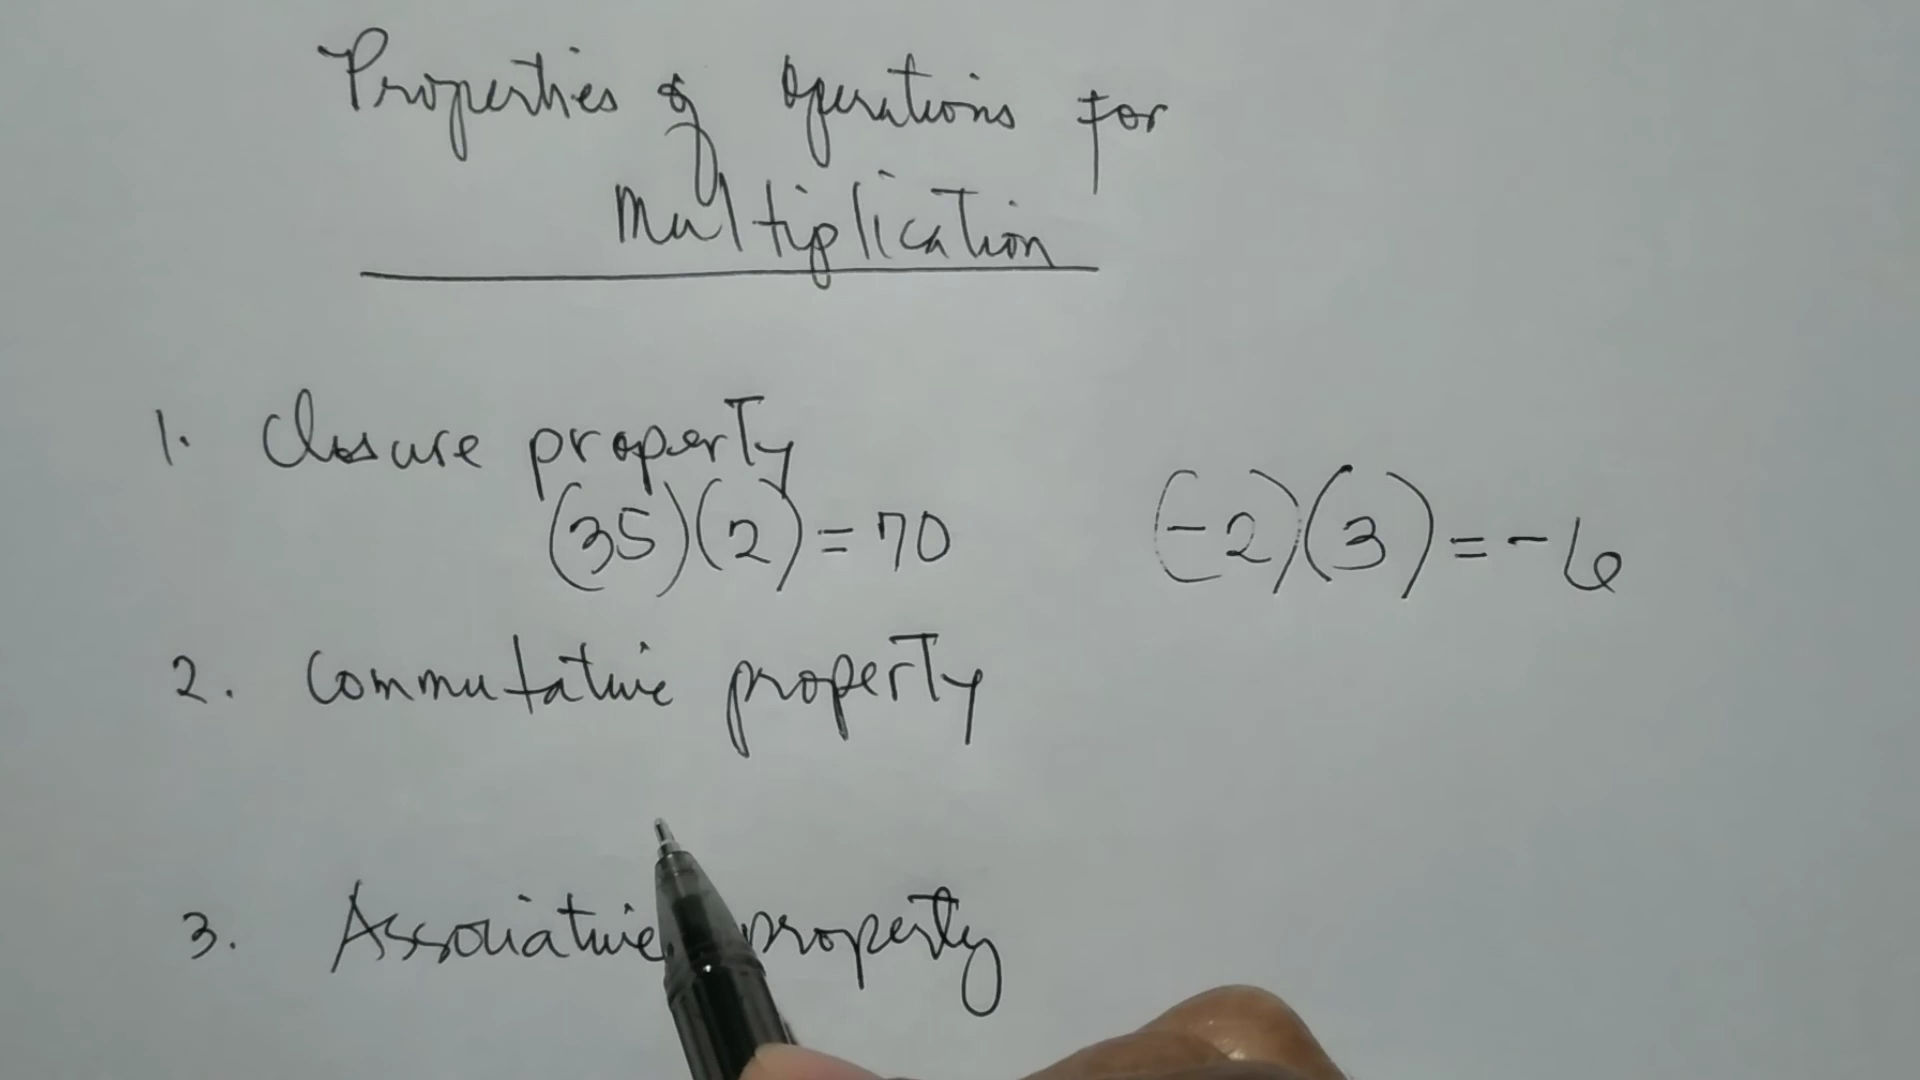 Properties of operations for
Multiplication
1. Closure property
(35)(2) = 70 (-2)(3) = -6
2. Commutative property
3. Associative property